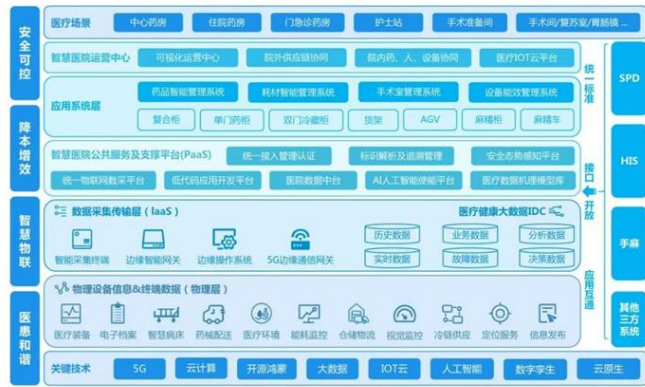 安全可控
降本增效
智慧物联
医患和谐
医疗场景 中心药房 住院药房 门急诊药房 护士站 手术准备间 手术间/复苏室/胃肠镜 ...
智慧医院运营中心 可视化运营中心 院外供应链协同 院内药、人、设备协同 医疗IOT云平台
应用系统层 药品智能管理系统 耗材智能管理系统 手术室管理系统 设备能效管理系统
复合柜 单门药柜 双门冷藏柜 货架 AGV 麻精柜 麻精车
智慧医院公共服务及支撑平台(PaaS) 统一接入管理认证 标识解析及追溯管理 安全态势感知平台
统一物联网数采平台 低代码应用开发平台 医院数据中台 AI人工智能使能平台 医疗数据机理模型库
数据采集传输层（IaaS） 医疗健康大数据IDC
智能采集终端 边缘智能网关 边缘操作系统 5G边缘通信网关
历史数据 业务数据 分析数据
实时数据 故障数据 决策数据
物理设备信息&终端数据（物理层）
医疗装备 电子档案 智慧病床 药械配送 医疗环境 能耗监控 仓储物流 视觉监控 冷链供应 定位服务 信息发布
关键技术 5G 云计算 开源鸿蒙 大数据 IOT云 人工智能 数字孪生 云原生
统一标准
接口开放
应用互通
SPD
HIS
手麻
其他三方系统